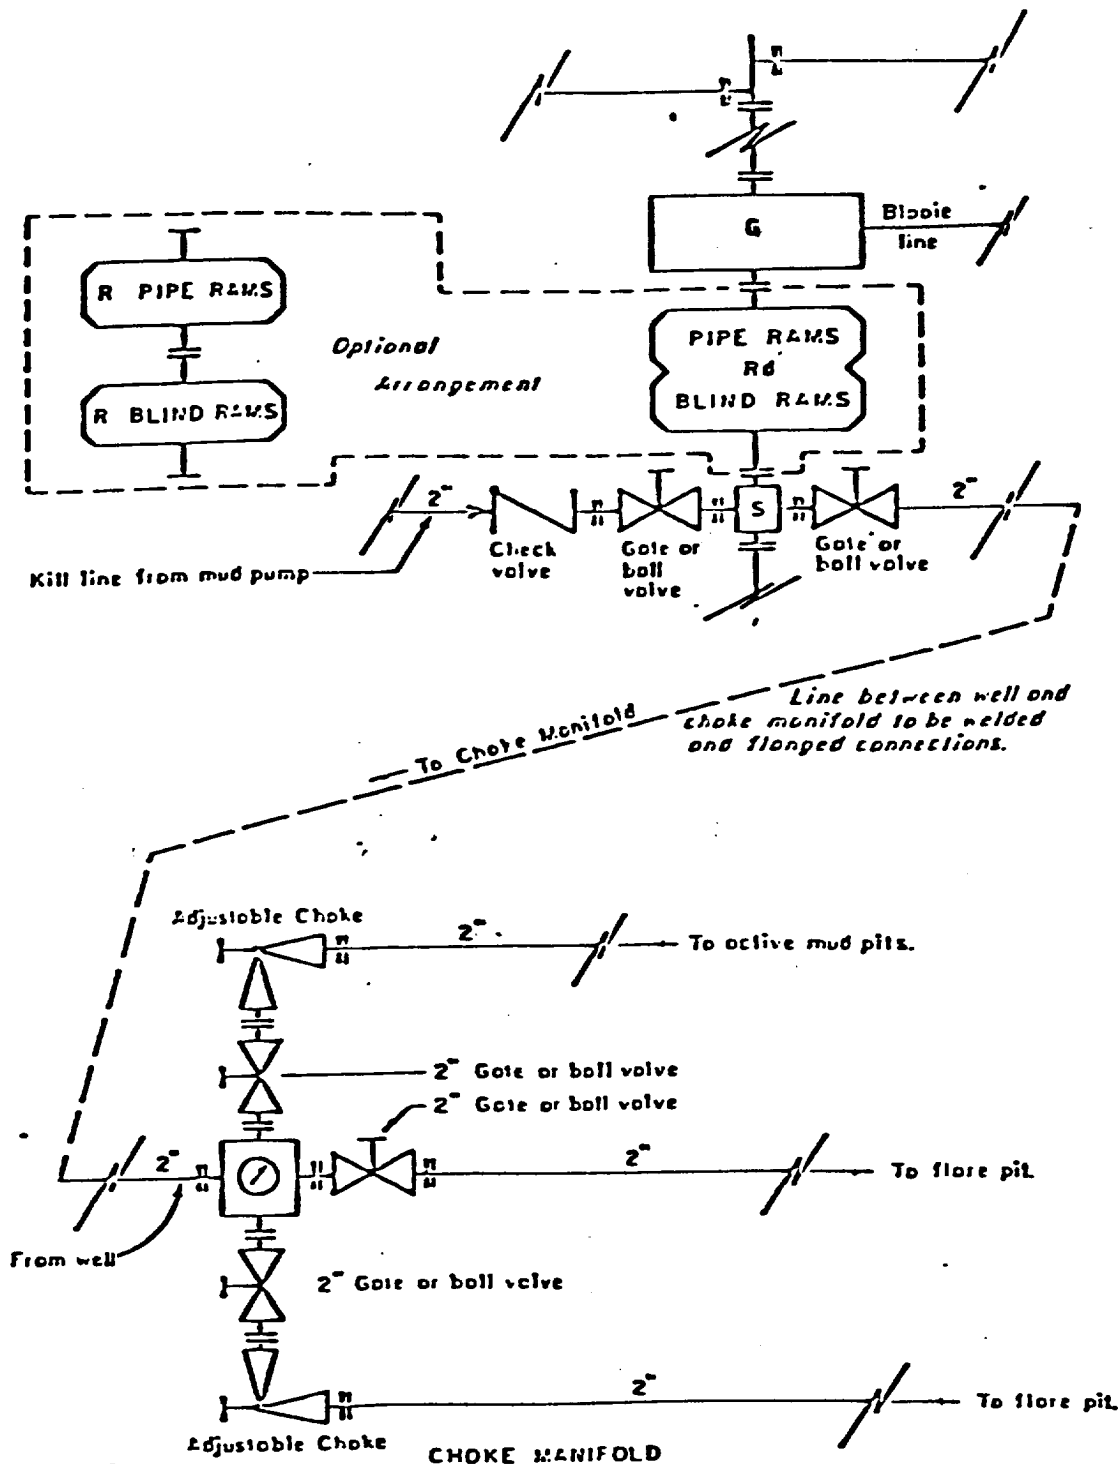 G
Blooie
line
R PIPE RAMS
Optional
Arrangement
R BLIND RAMS
PIPE RAMS
Rd
BLIND RAMS
2"
Check
valve
Gate or
ball
valve
S
Gate or
ball valve
2"
Kill line from mud pump
Line between well and
choke manifold to be welded
and flanged connections.
To Choke Manifold
Adjustable Choke
2"
To active mud pits.
2" Gate or ball valve
2" Gate or ball valve
2"
2"
To flare pit.
From well
2" Gate or ball valve
2"
To flare pit.
Adjustable Choke
CHOKE MANIFOLD